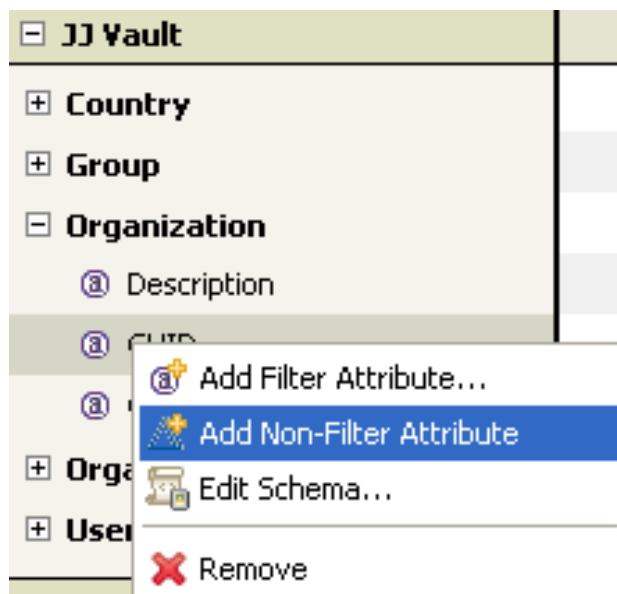 JJ Vault
Country
Group
Organization
Description
Add Filter Attribute...
Add Non-Filter Attribute
Edit Schema...
Remove